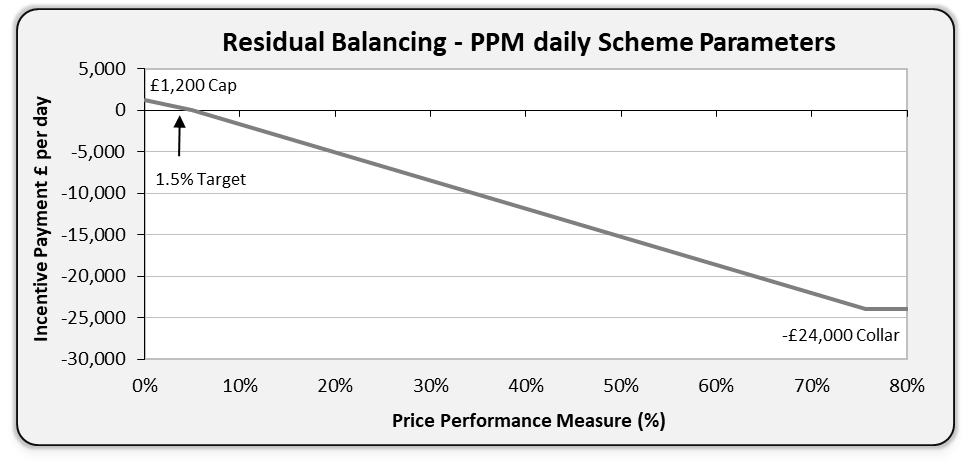 Residual Balancing - PPM daily Scheme Parameters
Incentive Payment £ per day
5,000
0
-5,000
-10,000
-15,000
-20,000
-25,000
-30,000
£1,200 Cap
1.5% Target
-£24,000 Collar
0% 10% 20% 30% 40% 50% 60% 70% 80%
Price Performance Measure (%)